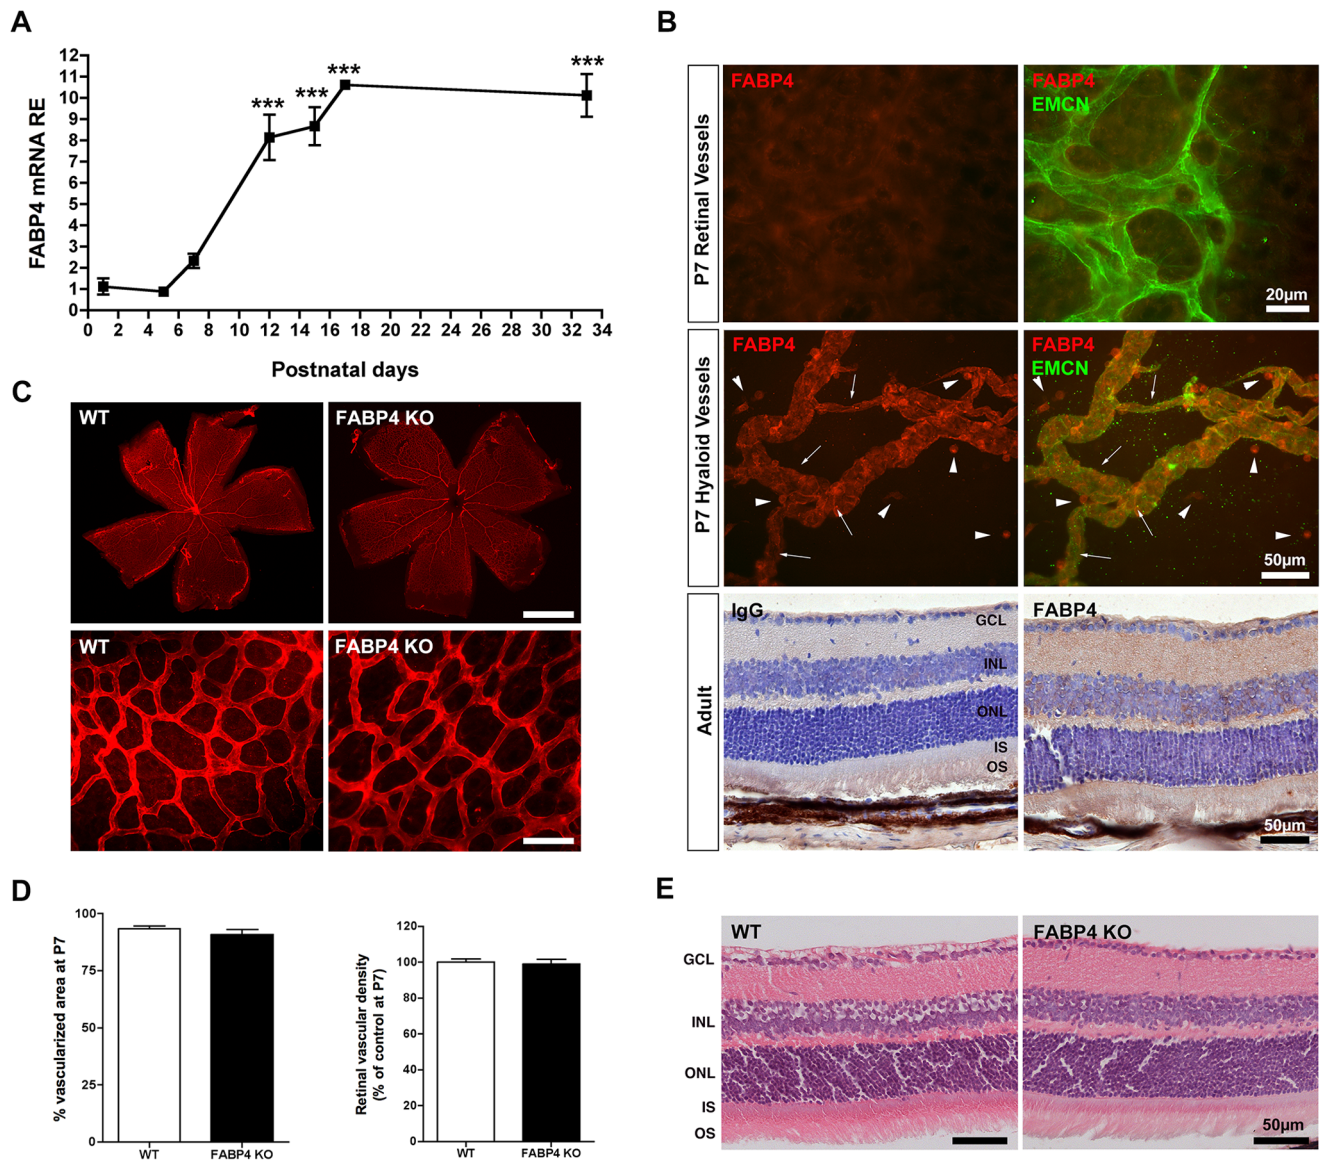 A
12
11
10
9
8
7
6
5
4
3
2
1
0
FABP4 mRNA RE
***
***
***
***
0 2 4 6 8 10 12 14 16 18 20 22 24 26 28 30 32 34
Postnatal days
B
P7 Retinal Vessels
FABP4
FABP4
EMCN
20µm
P7 Hyaloid Vessels
FABP4
FABP4
EMCN
50µm
Adult
IgG
GCL
INL
ONL
IS
OS
FABP4
50µm
C
WT
FABP4 KO
WT
FABP4 KO
D
% vascularized area at P7
100
75
50
25
0
WT FABP4 KO
Retinal vascular density
(% of control at P7)
120
100
80
60
40
20
0
WT FABP4 KO
E
GCL
INL
ONL
IS
OS
WT
FABP4 KO
50µm